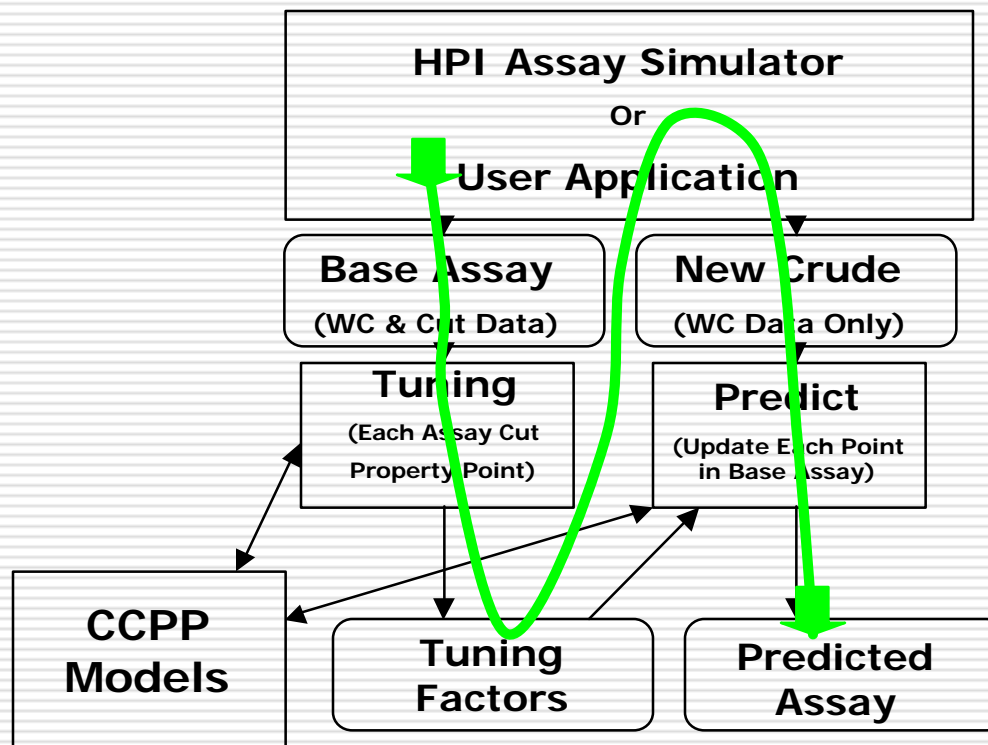 HPI Assay Simulator
Or
User Application
Base Assay
(WC & Cut Data)
New Crude
(WC Data Only)
Tuning
(Each Assay Cut
Property Point)
Predict
(Update Each Point
in Base Assay)
CCPP
Models
Tuning
Factors
Predicted
Assay